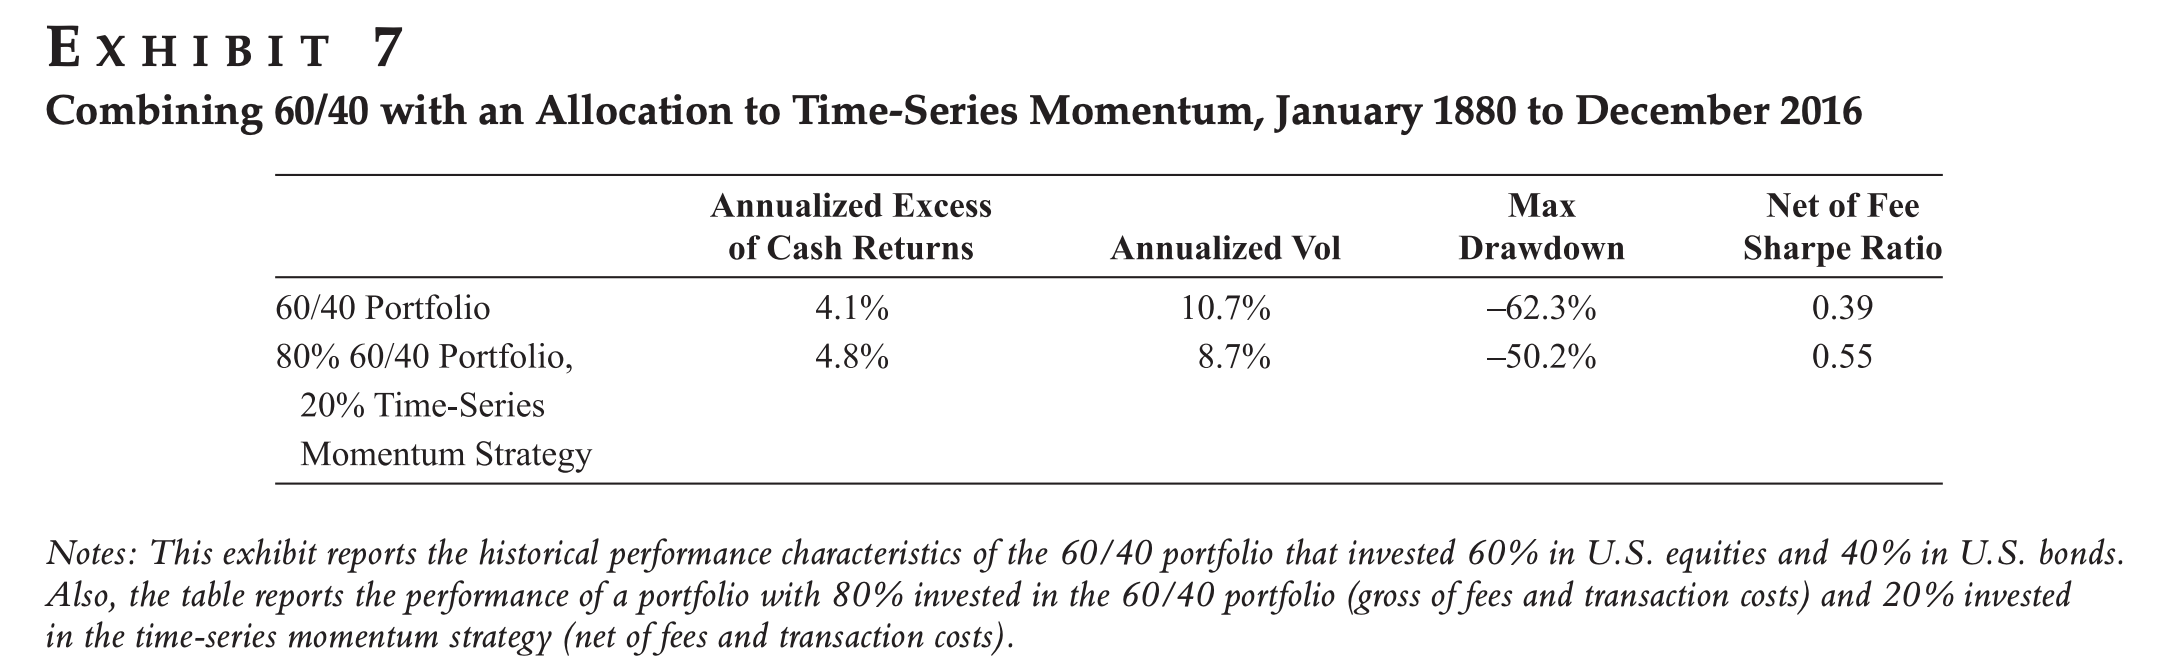 EXHIBIT 7
Combining 60/40 with an Allocation to Time-Series Momentum, January 1880 to December 2016
Annualized Excess Max Net of Fee
of Cash Returns Annualized Vol Drawdown Sharpe Ratio
60/40 Portfolio 4.1% 10.7% –62.3% 0.39
80% 60/40 Portfolio, 4.8% 8.7% –50.2% 0.55
20% Time-Series
Momentum Strategy
Notes: This exhibit reports the historical performance characteristics of the 60/40 portfolio that invested 60% in U.S. equities and 40% in U.S. bonds.
Also, the table reports the performance of a portfolio with 80% invested in the 60/40 portfolio (gross of fees and transaction costs) and 20% invested
in the time-series momentum strategy (net of fees and transaction costs).